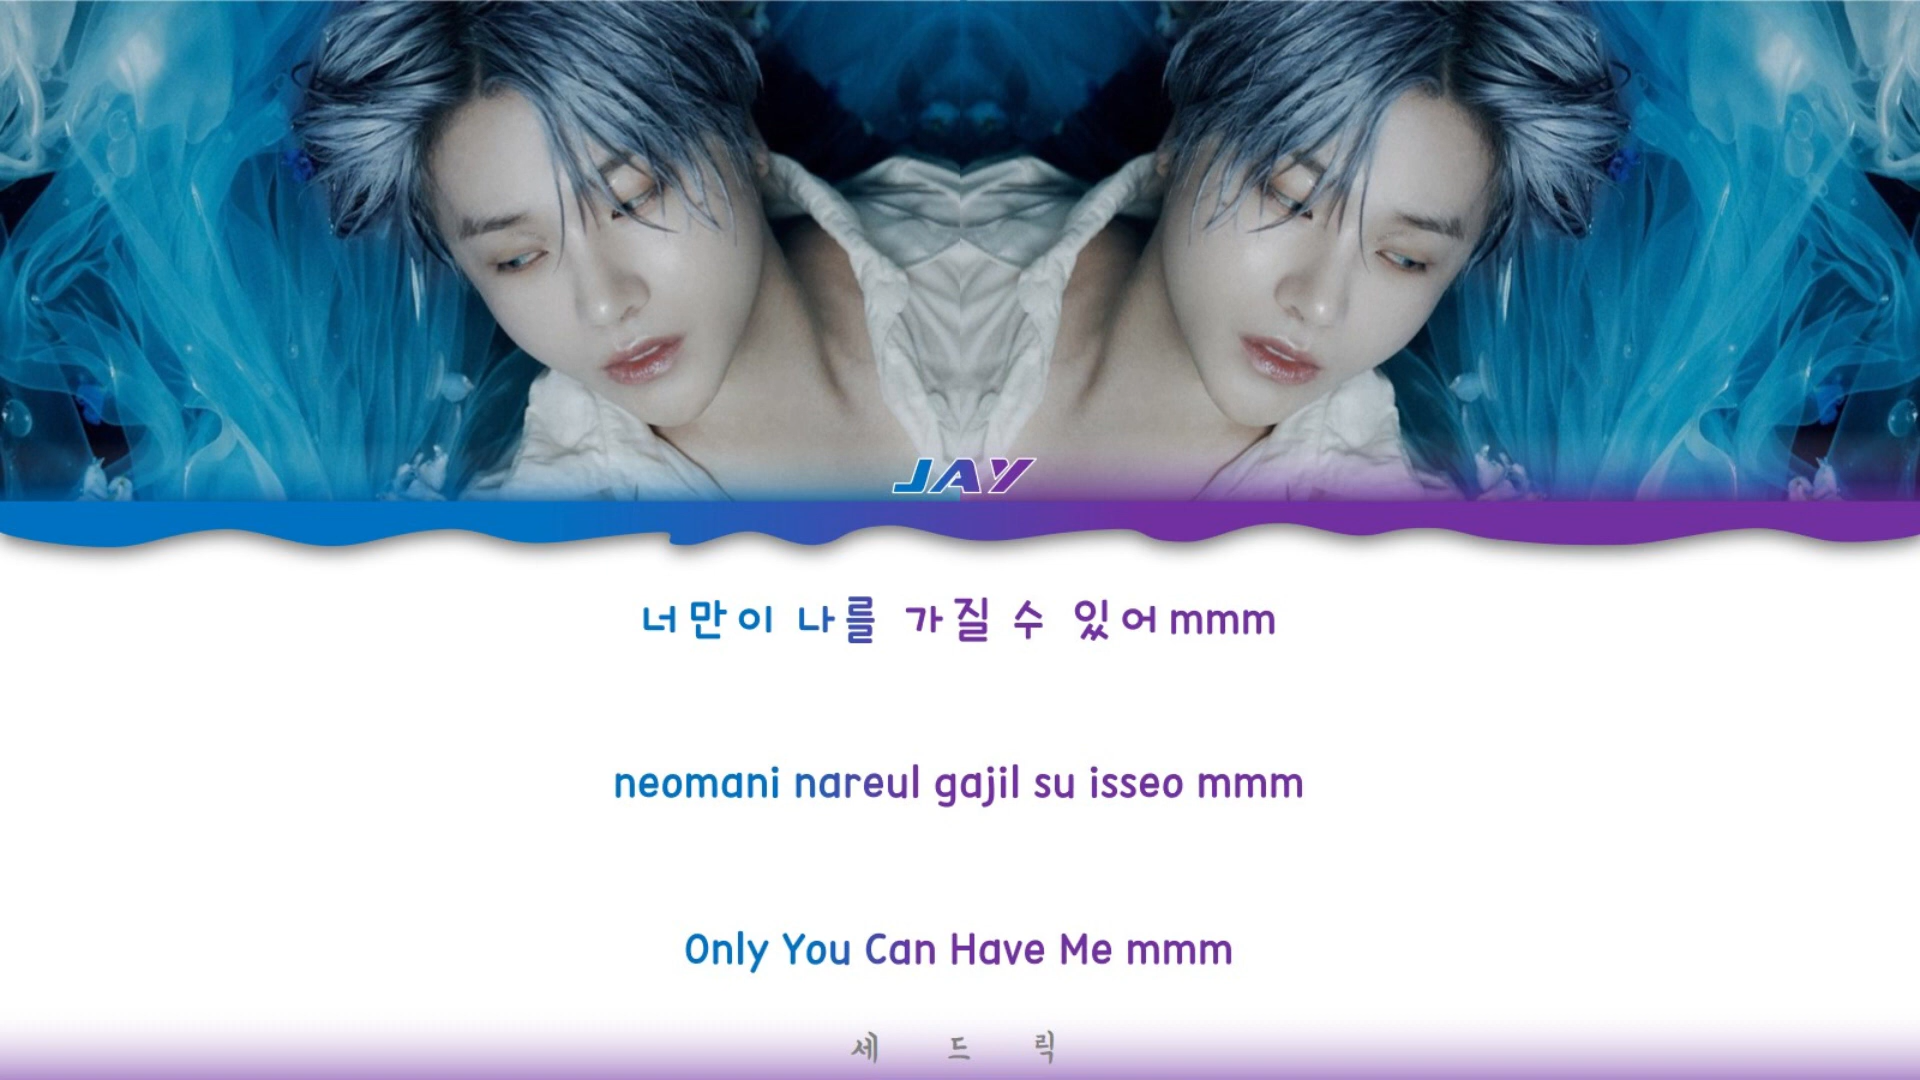 JAY
너만이 나를 가질 수 있어 mmm
neomani nareul gajil su isseo mmm
Only You Can Have Me mmm
세드릭